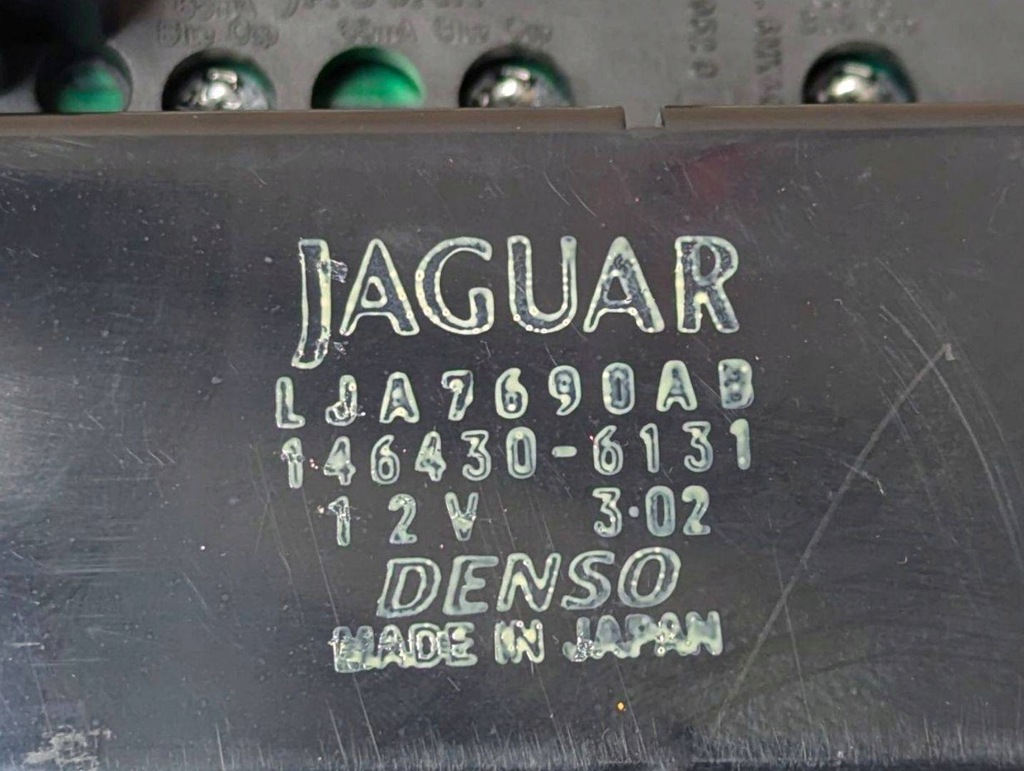 JAGUAR
LJA7690AB
146430-6131
12V 3·02
DENSO
MADE IN JAPAN